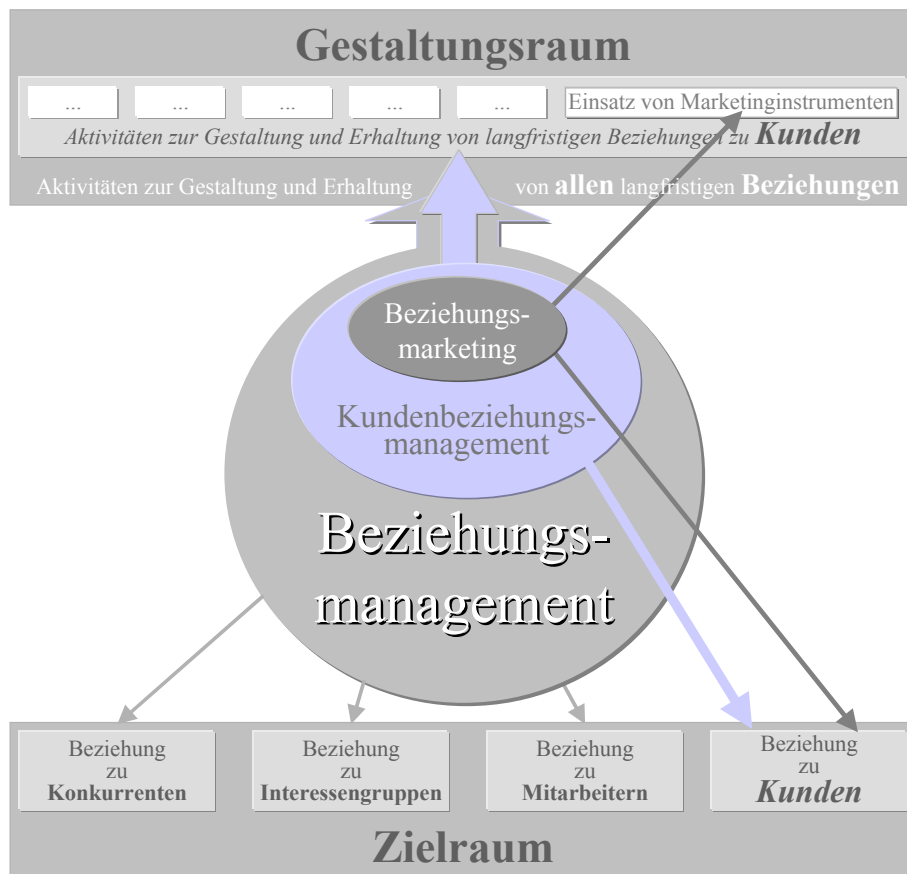 Gestaltungsraum
... ... ... ... ... Einsatz von Marketinginstrumenten
Aktivitäten zur Gestaltung und Erhaltung von langfristigen Beziehungen zu Kunden
Aktivitäten zur Gestaltung und Erhaltung von allen langfristigen Beziehungen
Beziehungs-
marketing
Kundenbeziehungs-
management
Beziehungs-
management
Beziehung
zu
Konkurrenten
Beziehung
zu
Interessengruppen
Beziehung
zu
Mitarbeitern
Beziehung
zu
Kunden
Zielraum